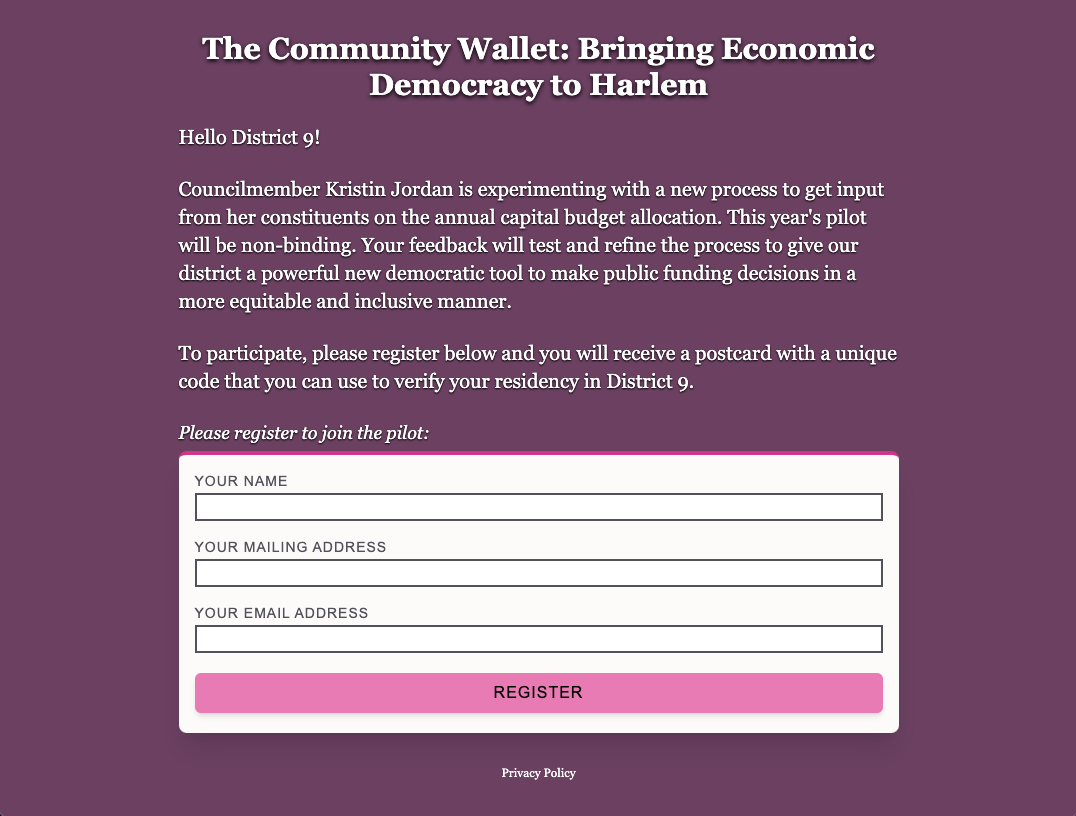 The Community Wallet: Bringing Economic
Democracy to Harlem
Hello District 9!
Councilmember Kristin Jordan is experimenting with a new process to get input
from her constituents on the annual capital budget allocation. This year's pilot
will be non-binding. Your feedback will test and refine the process to give our
district a powerful new democratic tool to make public funding decisions in a
more equitable and inclusive manner.
To participate, please register below and you will receive a postcard with a unique
code that you can use to verify your residency in District 9.
Please register to join the pilot:
YOUR NAME
YOUR MAILING ADDRESS
YOUR EMAIL ADDRESS
REGISTER
Privacy Policy